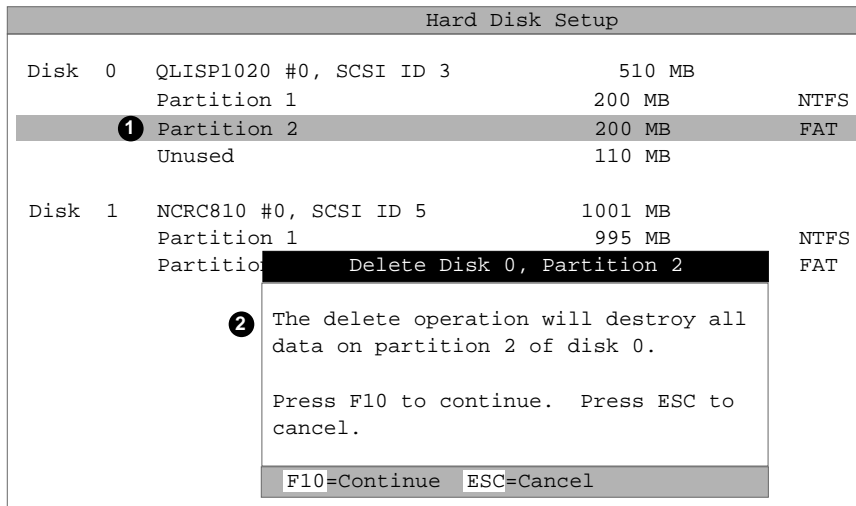 Hard Disk Setup
Disk 0 QLISP1020 #0, SCSI ID 3 510 MB
Partition 1 200 MB NTFS
1 Partition 2 200 MB FAT
Unused 110 MB
Disk 1 NCRC810 #0, SCSI ID 5 1001 MB
Partition 1 995 MB NTFS
Partitio FAT
Delete Disk 0, Partition 2
2 The delete operation will destroy all
data on partition 2 of disk 0.
Press F10 to continue. Press ESC to
cancel.
F10=Continue ESC=Cancel